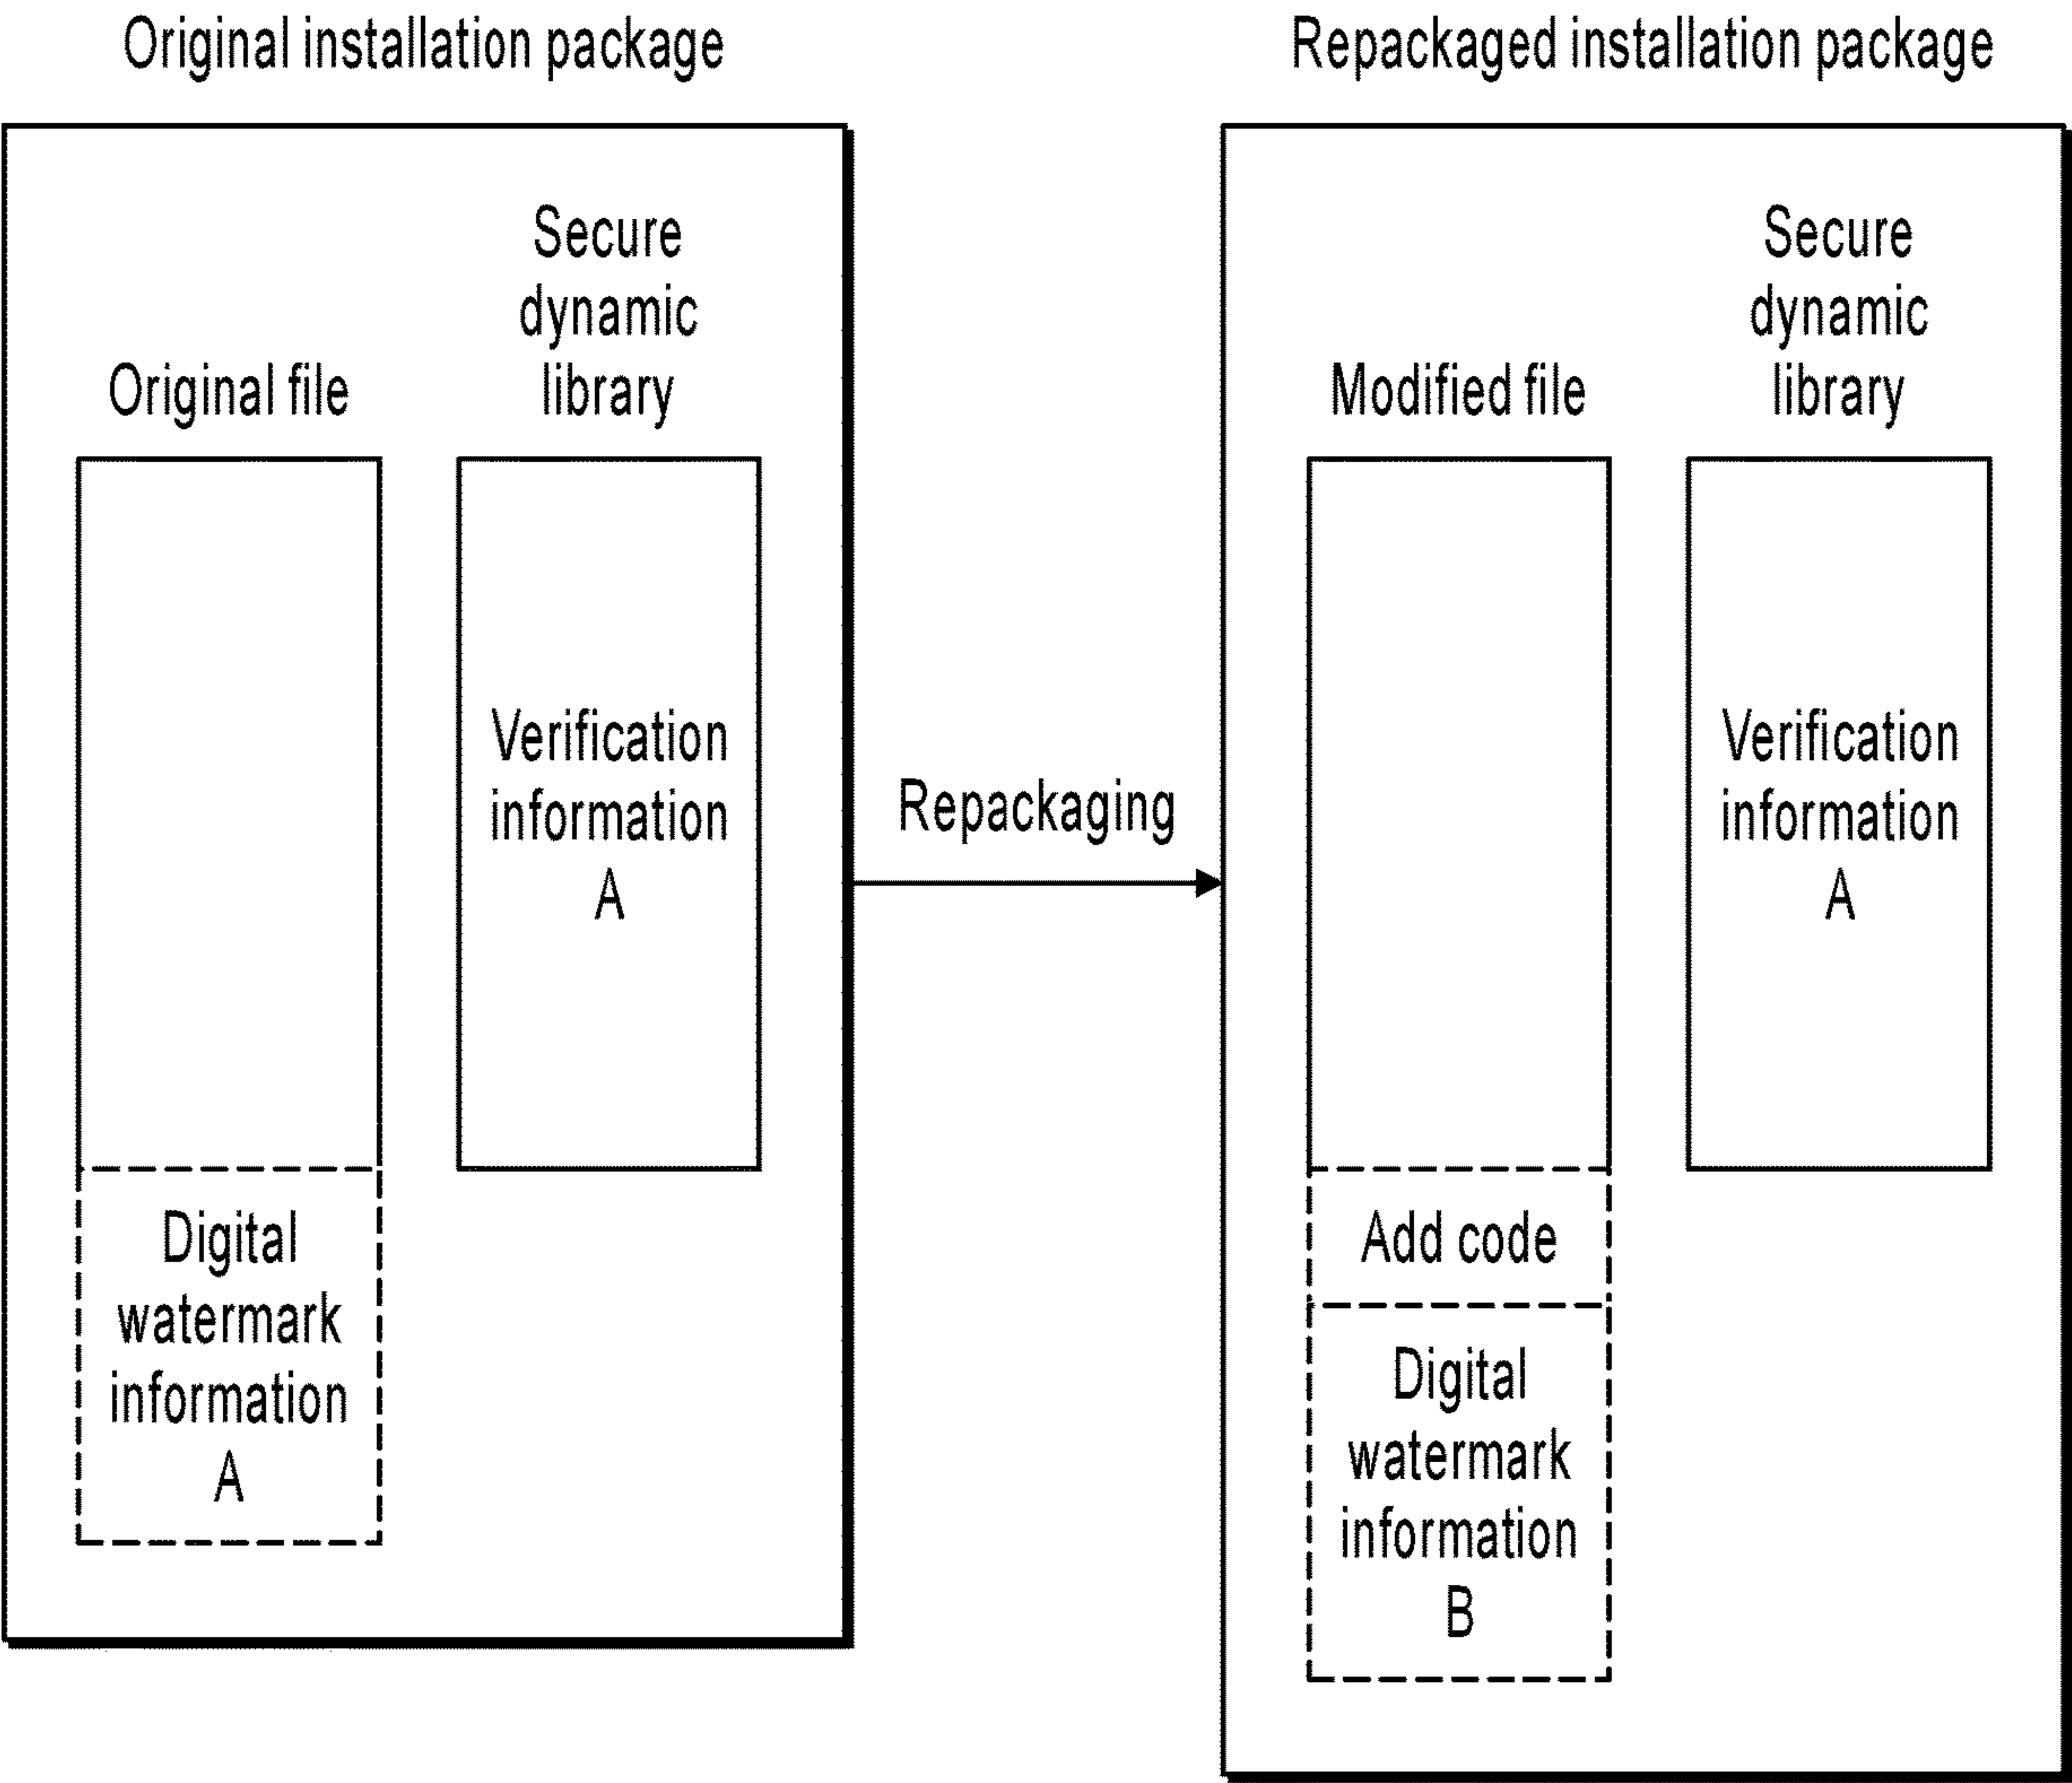 Original installation package
Secure
dynamic
library
Original file
Verification
information
A
Digital
watermark
information
A
Repackaging
Repackaged installation package
Secure
dynamic
library
Modified file
Verification
information
A
Add code
Digital
watermark
information
B